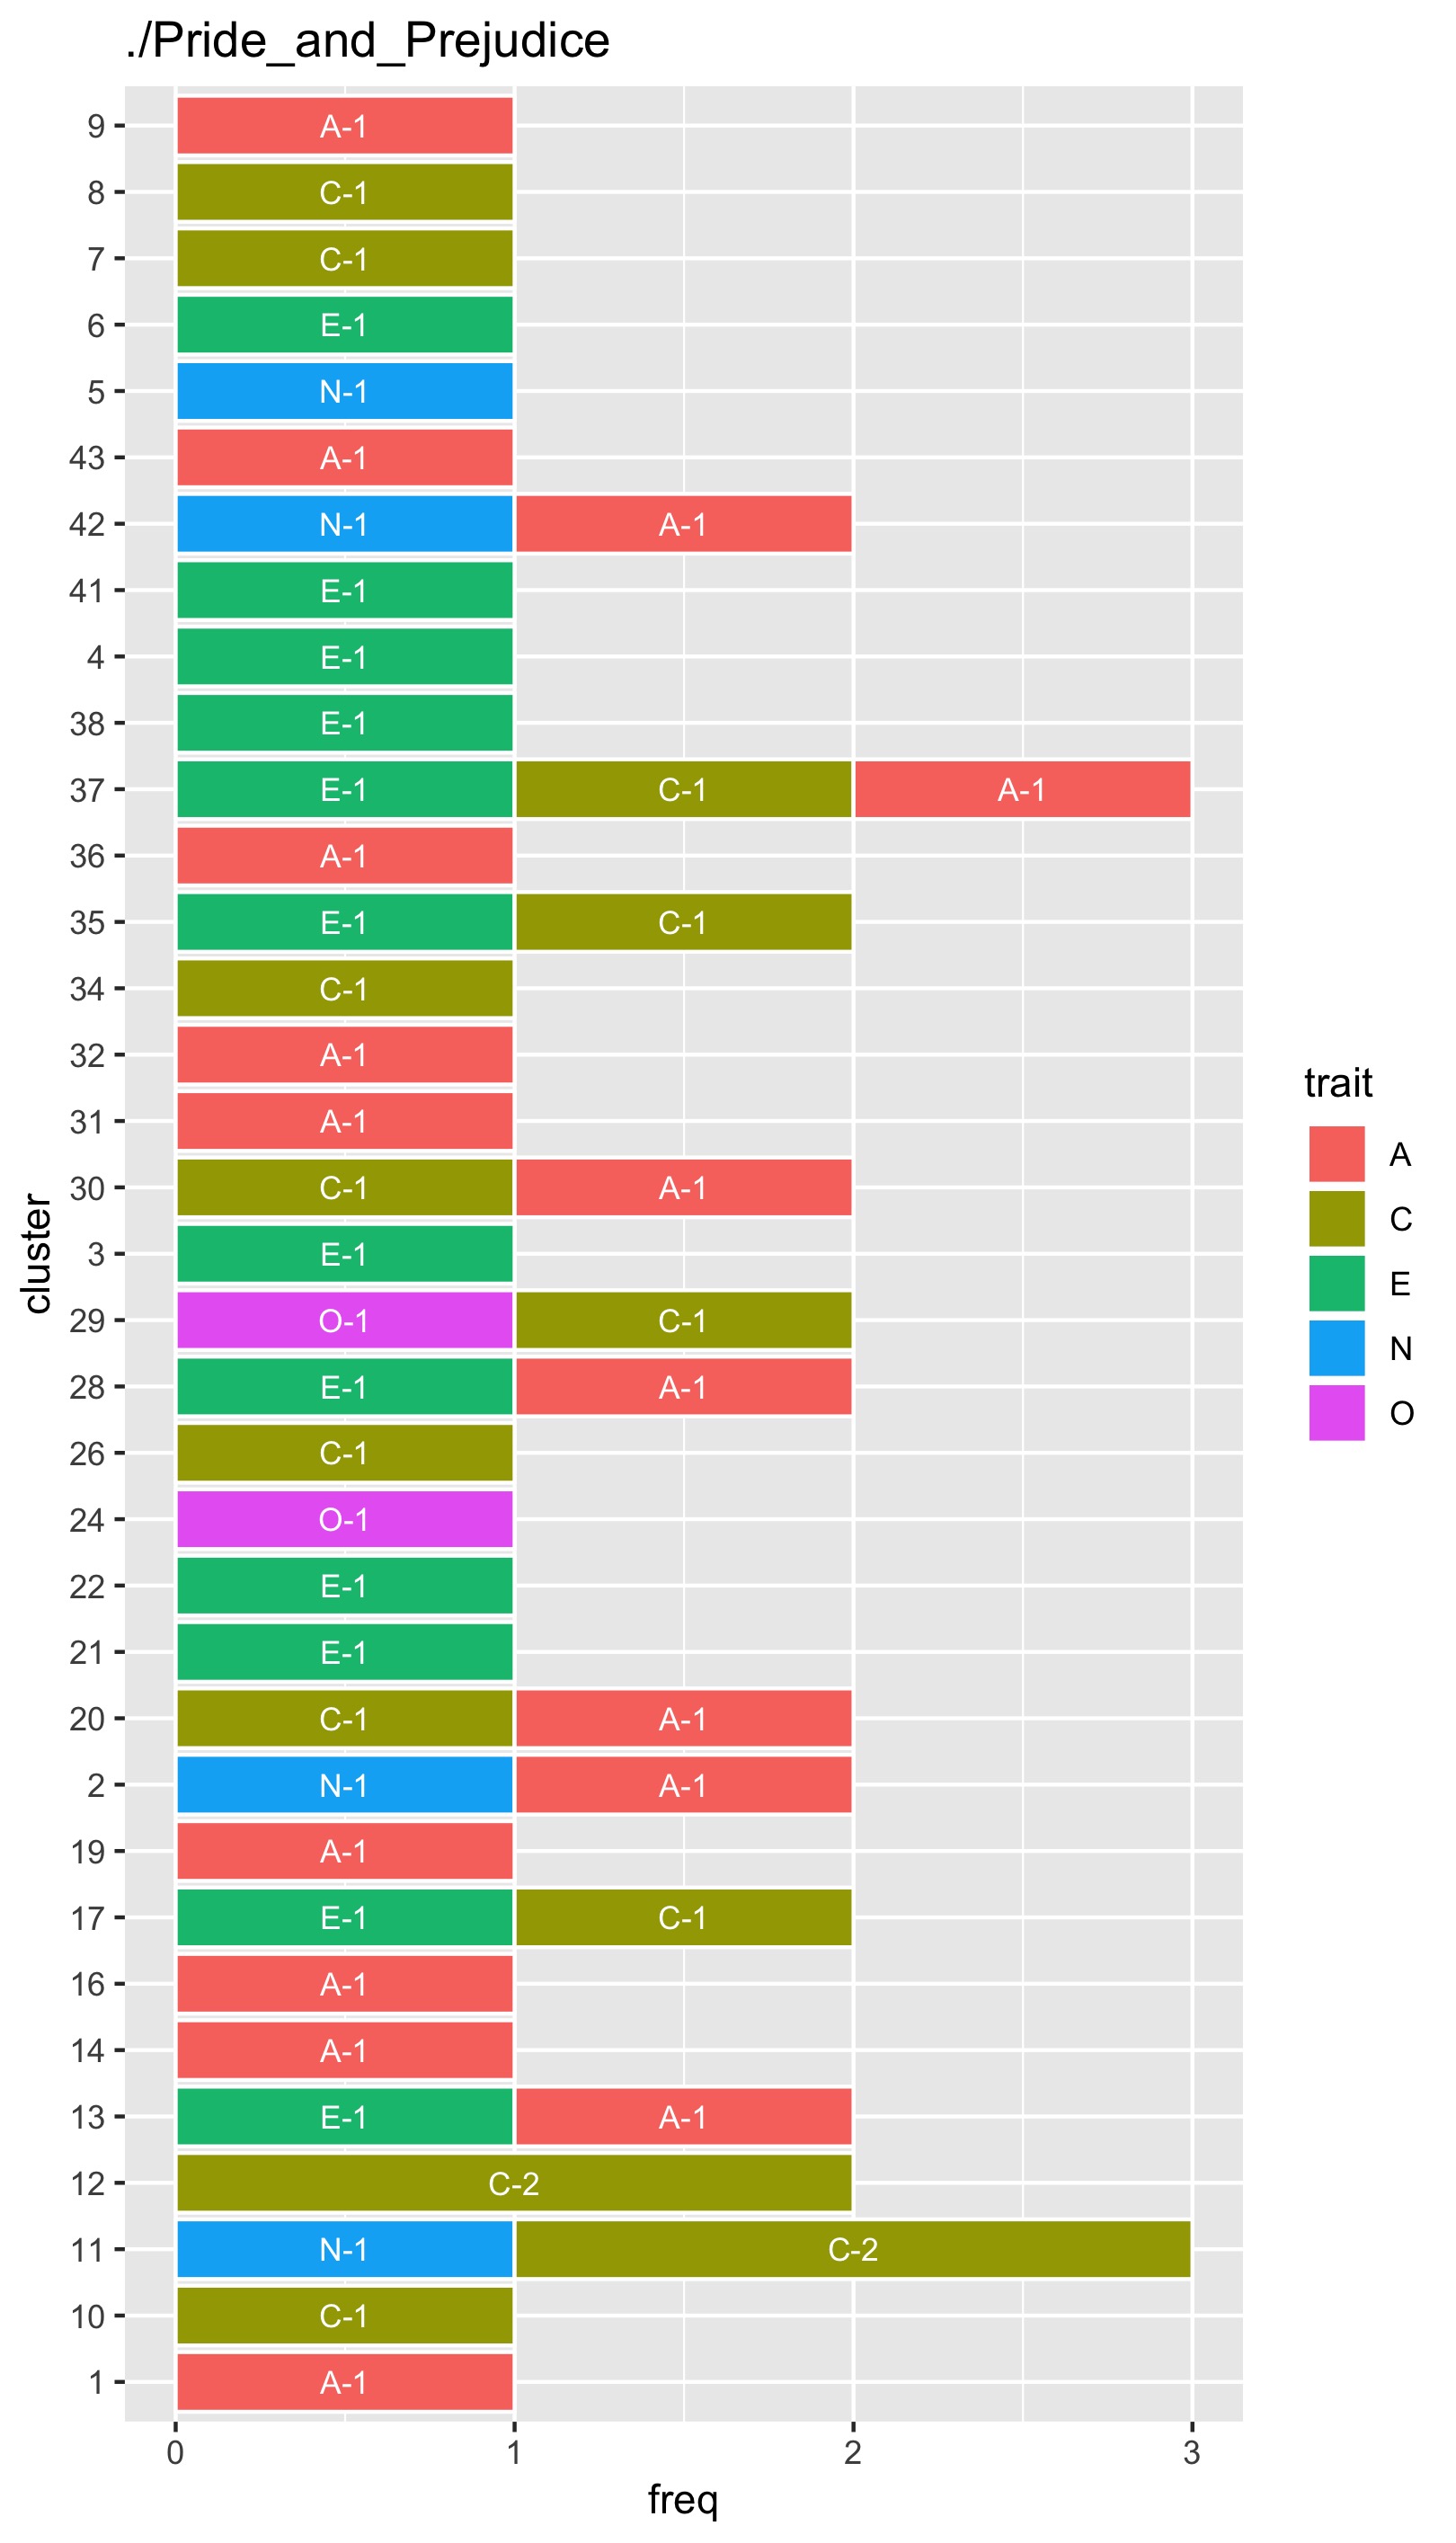 ./Pride_and_Prejudice
9 A-1
8 C-1
7 C-1
6 E-1
5 N-1
43 A-1
42 N-1 A-1
41 E-1
4 E-1
38 E-1
37 E-1 C-1 A-1
36 A-1
35 E-1 C-1
34 C-1
32 A-1
31 A-1
30 C-1 A-1
3 E-1
29 O-1 C-1
28 E-1 A-1
26 C-1
24 O-1
22 E-1
21 E-1
20 C-1 A-1
2 N-1 A-1
19 A-1
17 E-1 C-1
16 A-1
14 A-1
13 E-1 A-1
12 C-2
11 N-1 C-2
10 C-1
1 A-1
0 1 2 3
freq
cluster
trait
A
C
E
N
O